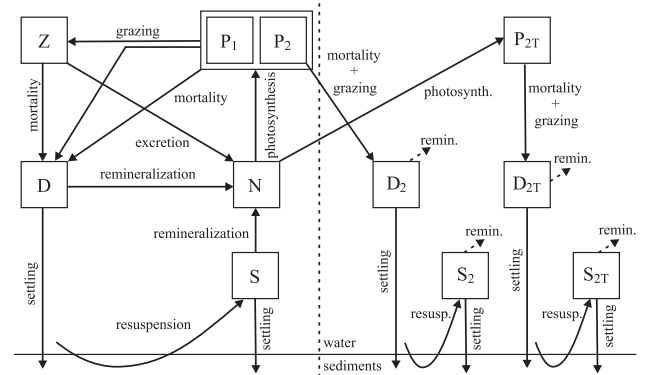 grazing
Z
P1
P2
P2T
mortality
mortality
photosynthesis
mortality
+
grazing
photosynth.
mortality
+
grazing
excretion
remin.
remin.
D
remineralization
N
D2
D2T
remineralization
remin.
remin.
settling
S
settling
S2
settling
S2T
resuspension
settling
resusp.
settling
resusp.
settling
water
sediments